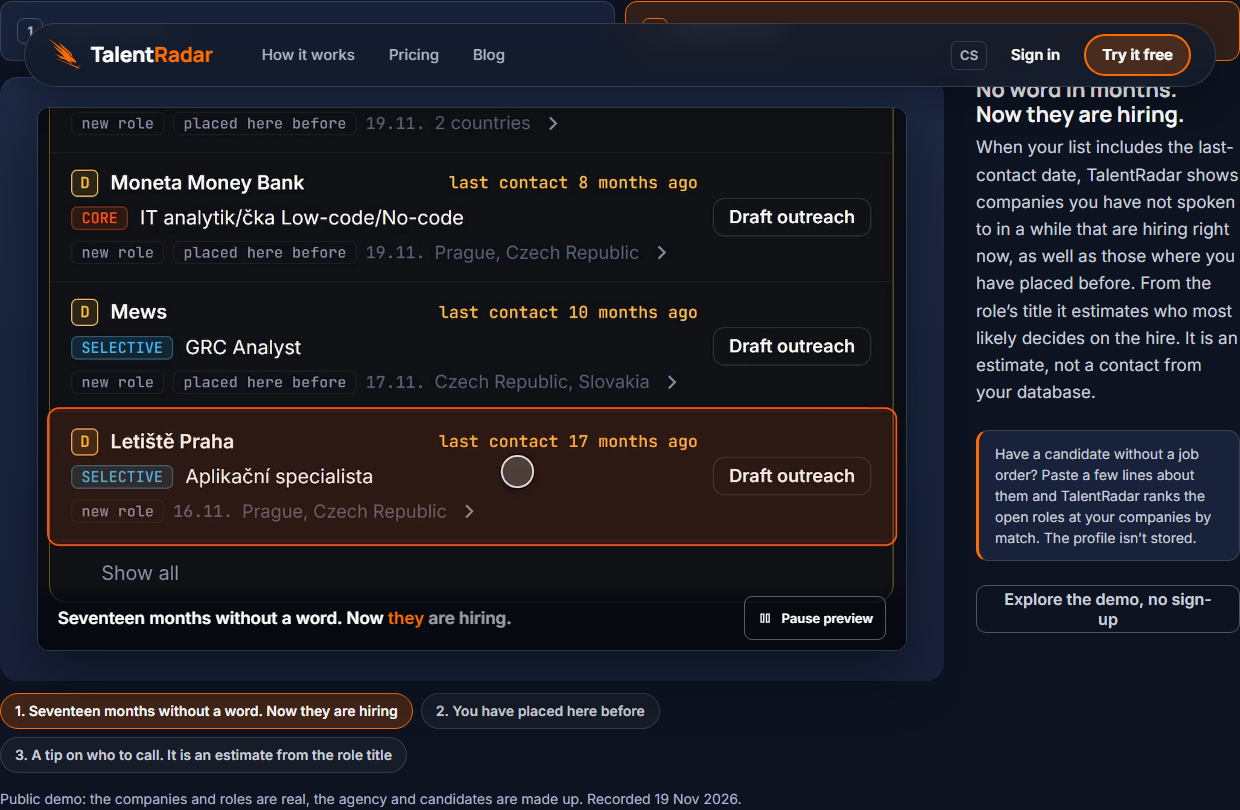 1
TalentRadar
How it works
Pricing
Blog
CS
Sign in
Try it free
new role
placed here before
19.11.
2 countries
D
Moneta Money Bank
last contact 8 months ago
CORE
IT analytik/čka Low-code/No-code
Draft outreach
new role
placed here before
19.11.
Prague, Czech Republic
D
Mews
last contact 10 months ago
SELECTIVE
GRC Analyst
Draft outreach
new role
placed here before
17.11.
Czech Republic, Slovakia
D
Letiště Praha
last contact 17 months ago
SELECTIVE
Aplikační specialista
Draft outreach
new role
16.11.
Prague, Czech Republic
Show all
Seventeen months without a word. Now they are hiring.
Pause preview
No word in months.
Now they are hiring.
When your list includes the last-
contact date, TalentRadar shows
companies you have not spoken
to in a while that are hiring right
now, as well as those where you
have placed before. From the
role’s title it estimates who most
likely decides on the hire. It is an
estimate, not a contact from
your database.
Have a candidate without a job
order? Paste a few lines about
them and TalentRadar ranks the
open roles at your companies by
match. The profile isn’t stored.
Explore the demo, no sign-
up
1. Seventeen months without a word. Now they are hiring
2. You have placed here before
3. A tip on who to call. It is an estimate from the role title
Public demo: the companies and roles are real, the agency and candidates are made up. Recorded 19 Nov 2026.